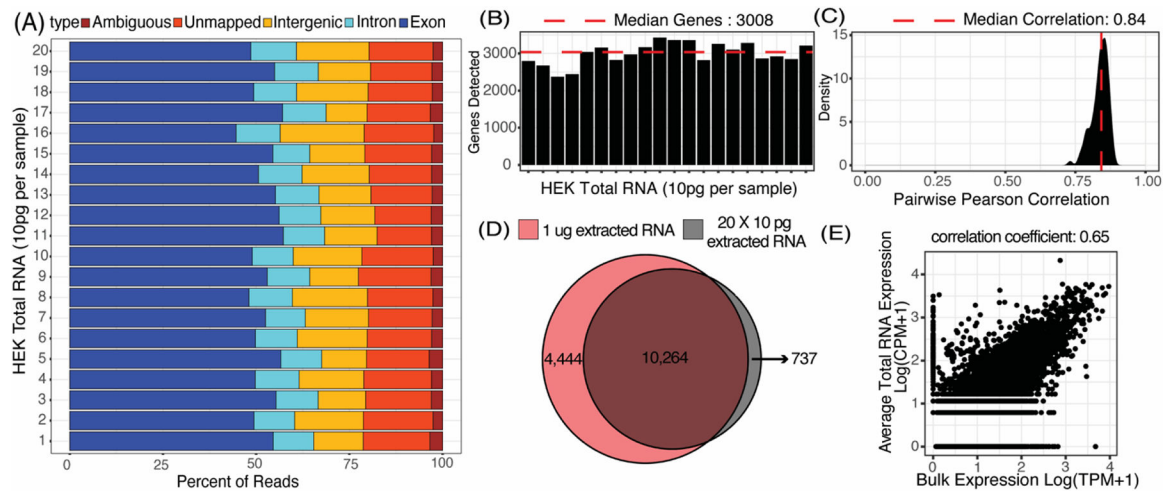 (A)
type Ambiguous Unmapped Intergenic Intron Exon
HEK Total RNA (10pg per sample)
20
19
18
17
16
15
14
13
12
11
10
9
8
7
6
5
4
3
2
1
0 25 50 75 100
Percent of Reads
(B)
Median Genes : 3008
Genes Detected
3000
2000
1000
0
HEK Total RNA (10pg per sample)
(C)
Median Correlation: 0.84
Density
15
10
5
0
0.00 0.25 0.50 0.75 1.00
Pairwise Pearson Correlation
(D)
1 ug extracted RNA
20 X 10 pg
extracted RNA
4,444
10,264
737
(E)
correlation coefficient: 0.65
Average Total RNA Expression
Log(CPM+1)
4
3
2
1
0
0 1 2 3 4
Bulk Expression Log(TPM+1)